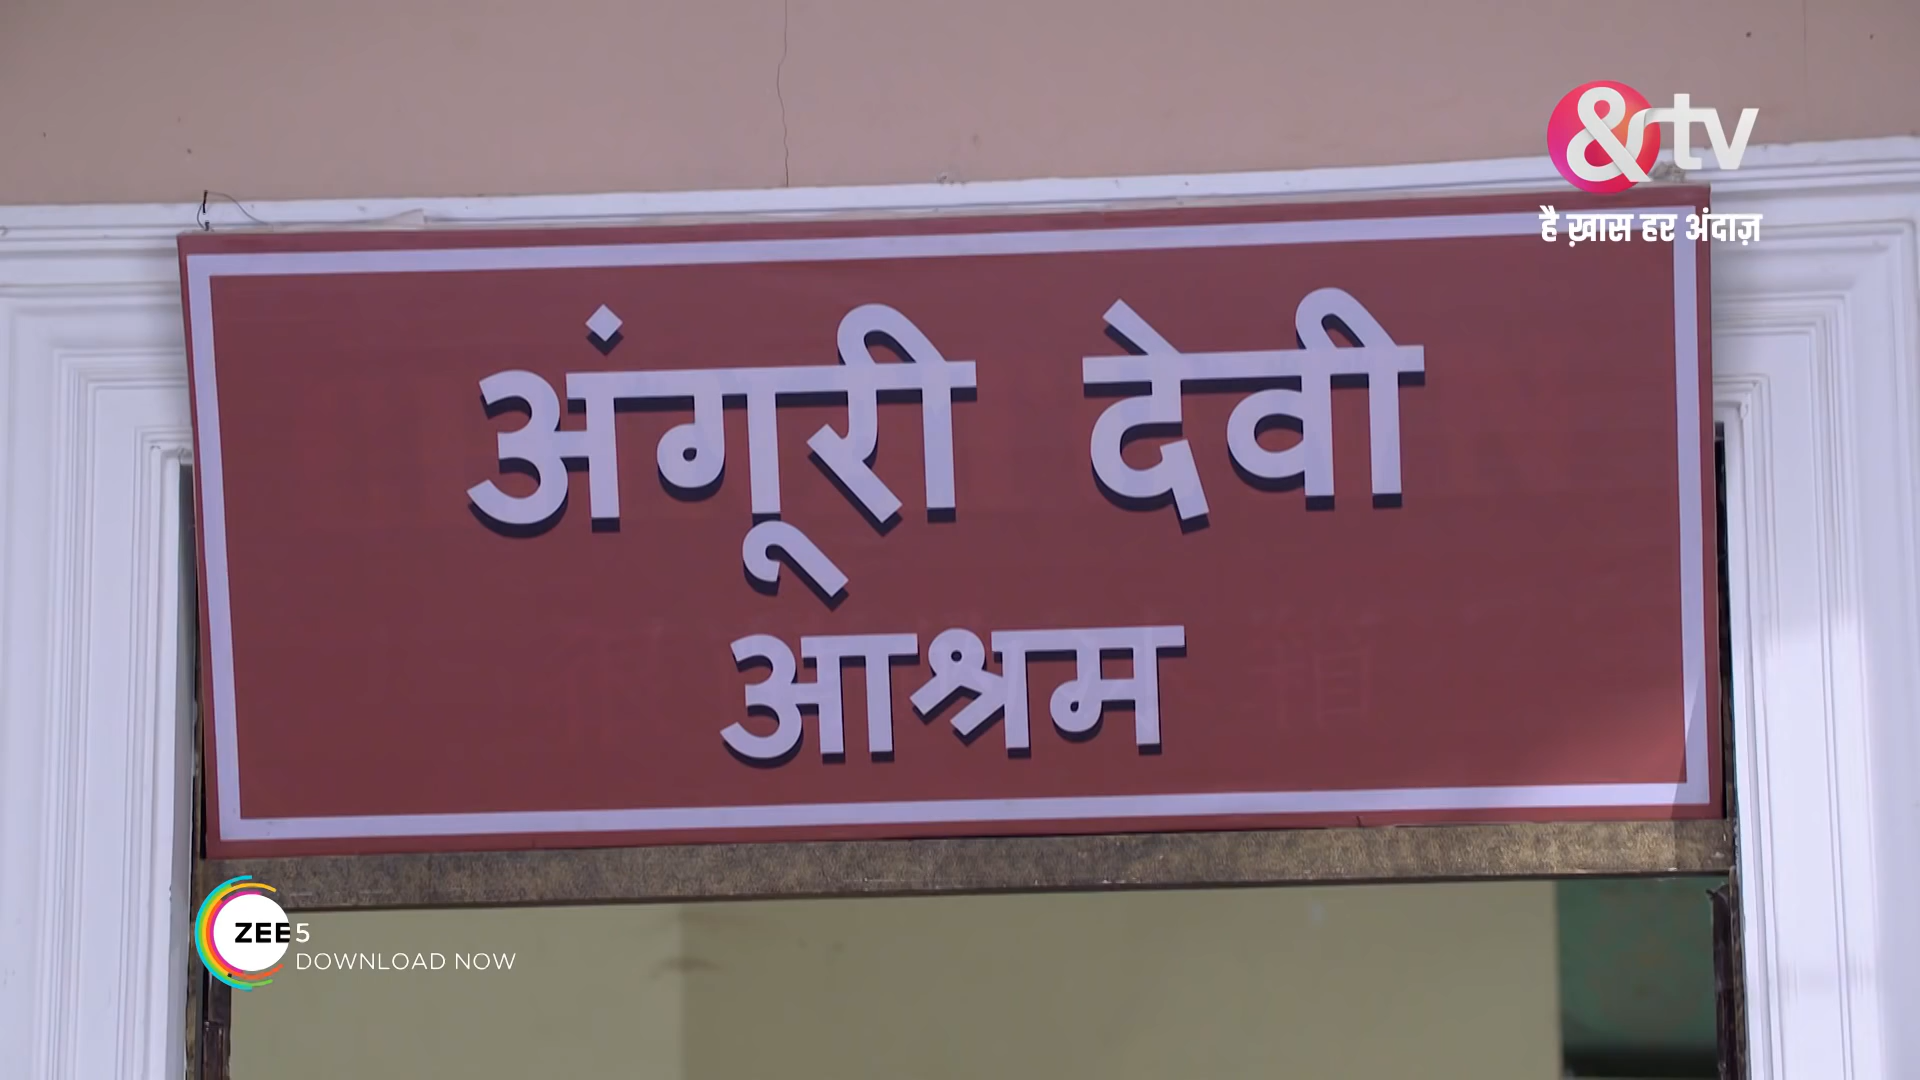 &tv
है ख़ास हर अंदाज़
अंगूरी देवी
आश्रम
ZEE5
DOWNLOAD NOW